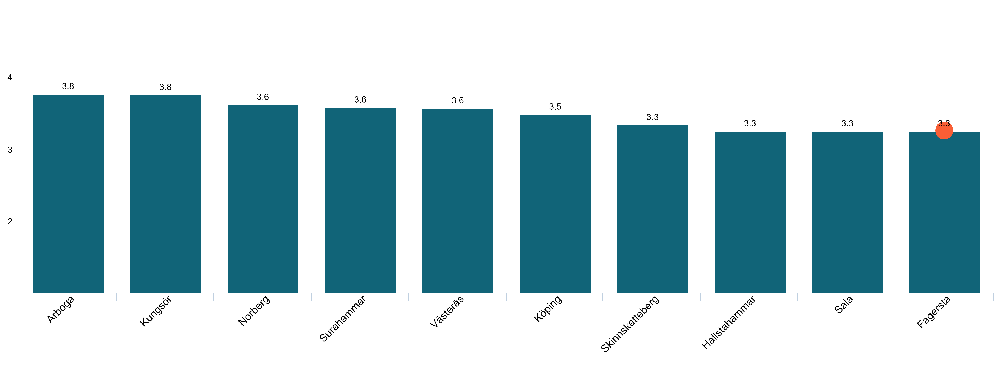 4
3
2
3.8
3.8
3.6
3.6
3.6
3.5
3.3
3.3
3.3
3.3
Arboga
Kungsör
Norberg
Surahammar
Västerås
Köping
Skinnskatteberg
Hallstahammar
Sala
Fagersta